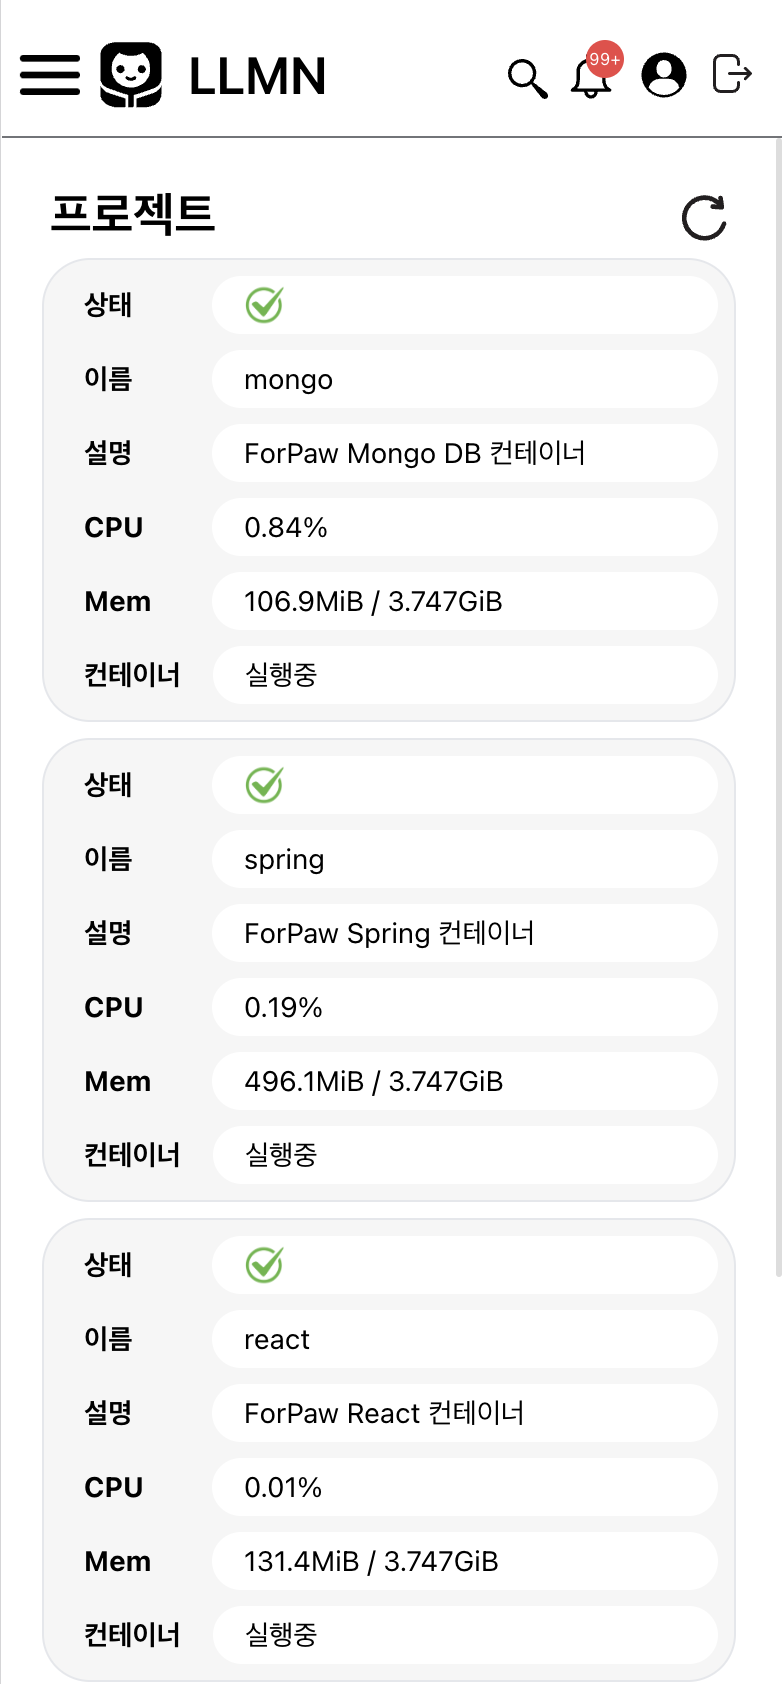 LLMN
99+
프로젝트
상태
이름 mongo
설명 ForPaw Mongo DB 컨테이너
CPU 0.84%
Mem 106.9MiB / 3.747GiB
컨테이너 실행중
상태
이름 spring
설명 ForPaw Spring 컨테이너
CPU 0.19%
Mem 496.1MiB / 3.747GiB
컨테이너 실행중
상태
이름 react
설명 ForPaw React 컨테이너
CPU 0.01%
Mem 131.4MiB / 3.747GiB
컨테이너 실행중